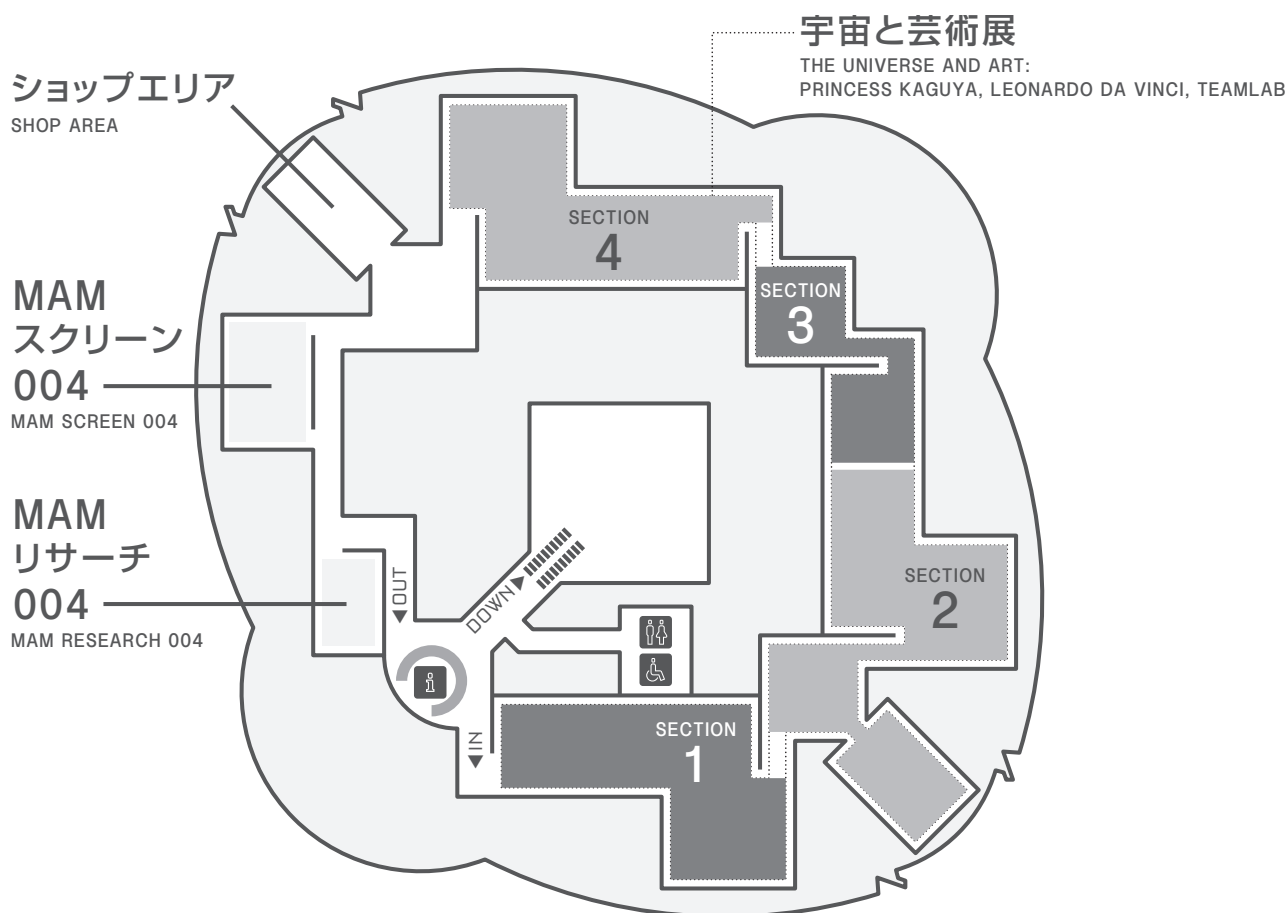 宇宙と芸術展
THE UNIVERSE AND ART:
PRINCESS KAGUYA, LEONARDO DA VINCI, TEAMLAB
ショップエリア
SHOP AREA
SECTION
4
SECTION
3
MAM
スクリーン
004
MAM SCREEN 004
MAM
リサーチ
004
MAM RESEARCH 004
SECTION
2
OUT
DOWN
i
SECTION
1
IN